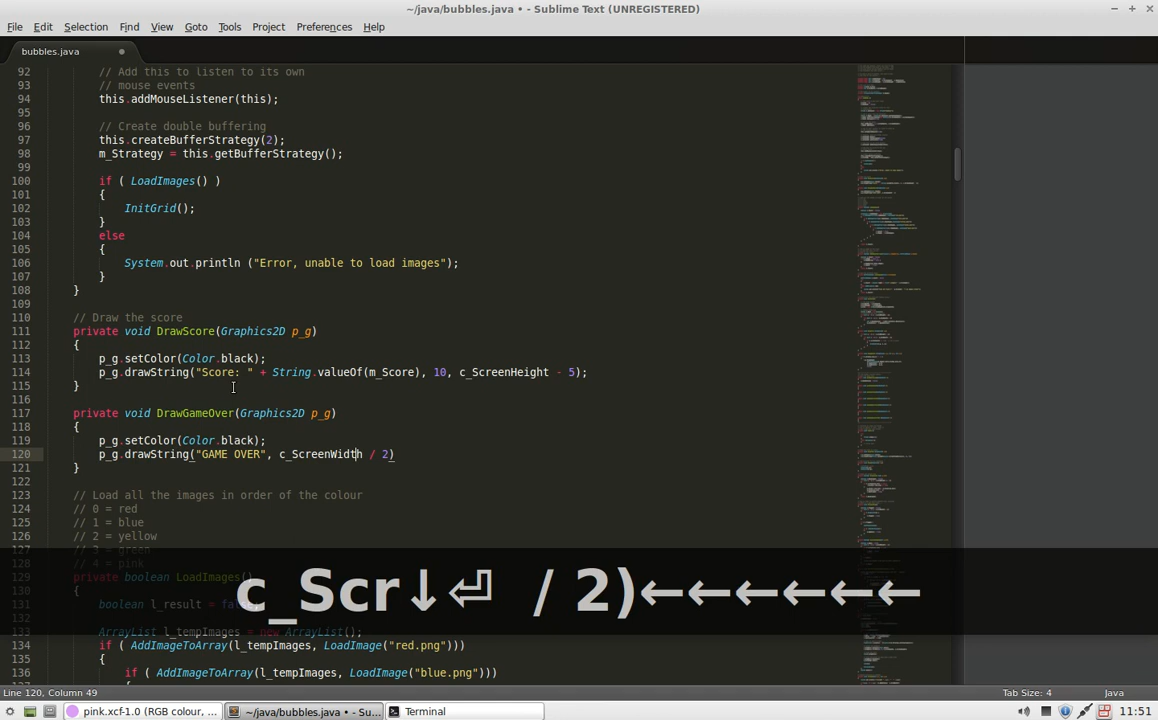 ~/java/bubbles.java • - Sublime Text (UNREGISTERED)
File Edit Selection Find View Goto Tools Project Preferences Help
bubbles.java
92 // Add this to listen to its own
93 // mouse events
94 this.addMouseListener(this);
95
96 // Create double buffering
97 this.createBufferStrategy(2);
98 m_Strategy = this.getBufferStrategy();
99
100 if ( LoadImages() )
101 {
102 InitGrid();
103 }
104 else
105 {
106 System.out.println ("Error, unable to load images");
107 }
108 }
109
110 // Draw the score
111 private void DrawScore(Graphics2D p_g)
112 {
113 p_g.setColor(Color.black);
114 p_g.drawString("Score: " + String.valueOf(m_Score), 10, c_ScreenHeight - 5);
115 }
116
117 private void DrawGameOver(Graphics2D p_g)
118 {
119 p_g.setColor(Color.black);
120 p_g.drawString("GAME OVER", c_ScreenWidth / 2)
121 }
122
123 // Load all the images in order of the colour
124 // 0 = red
125 // 1 = blue
126 // 2 = yellow
127 // 3 = green
128 // 4 = pink
129 private boolean LoadImages()
130 {
131 boolean l_result = false;
132
133 ArrayList l_tempImages = new ArrayList();
134 if ( AddImageToArray(l_tempImages, LoadImage("red.png")))
135 {
136 if ( AddImageToArray(l_tempImages, LoadImage("blue.png")))
c_Scr↓⏎ / 2)←←←←←←
Line 120, Column 49 Tab Size: 4 Java
pink.xcf-1.0 (RGB colour, ... ~/java/bubbles.java • - Su... Terminal 11:51